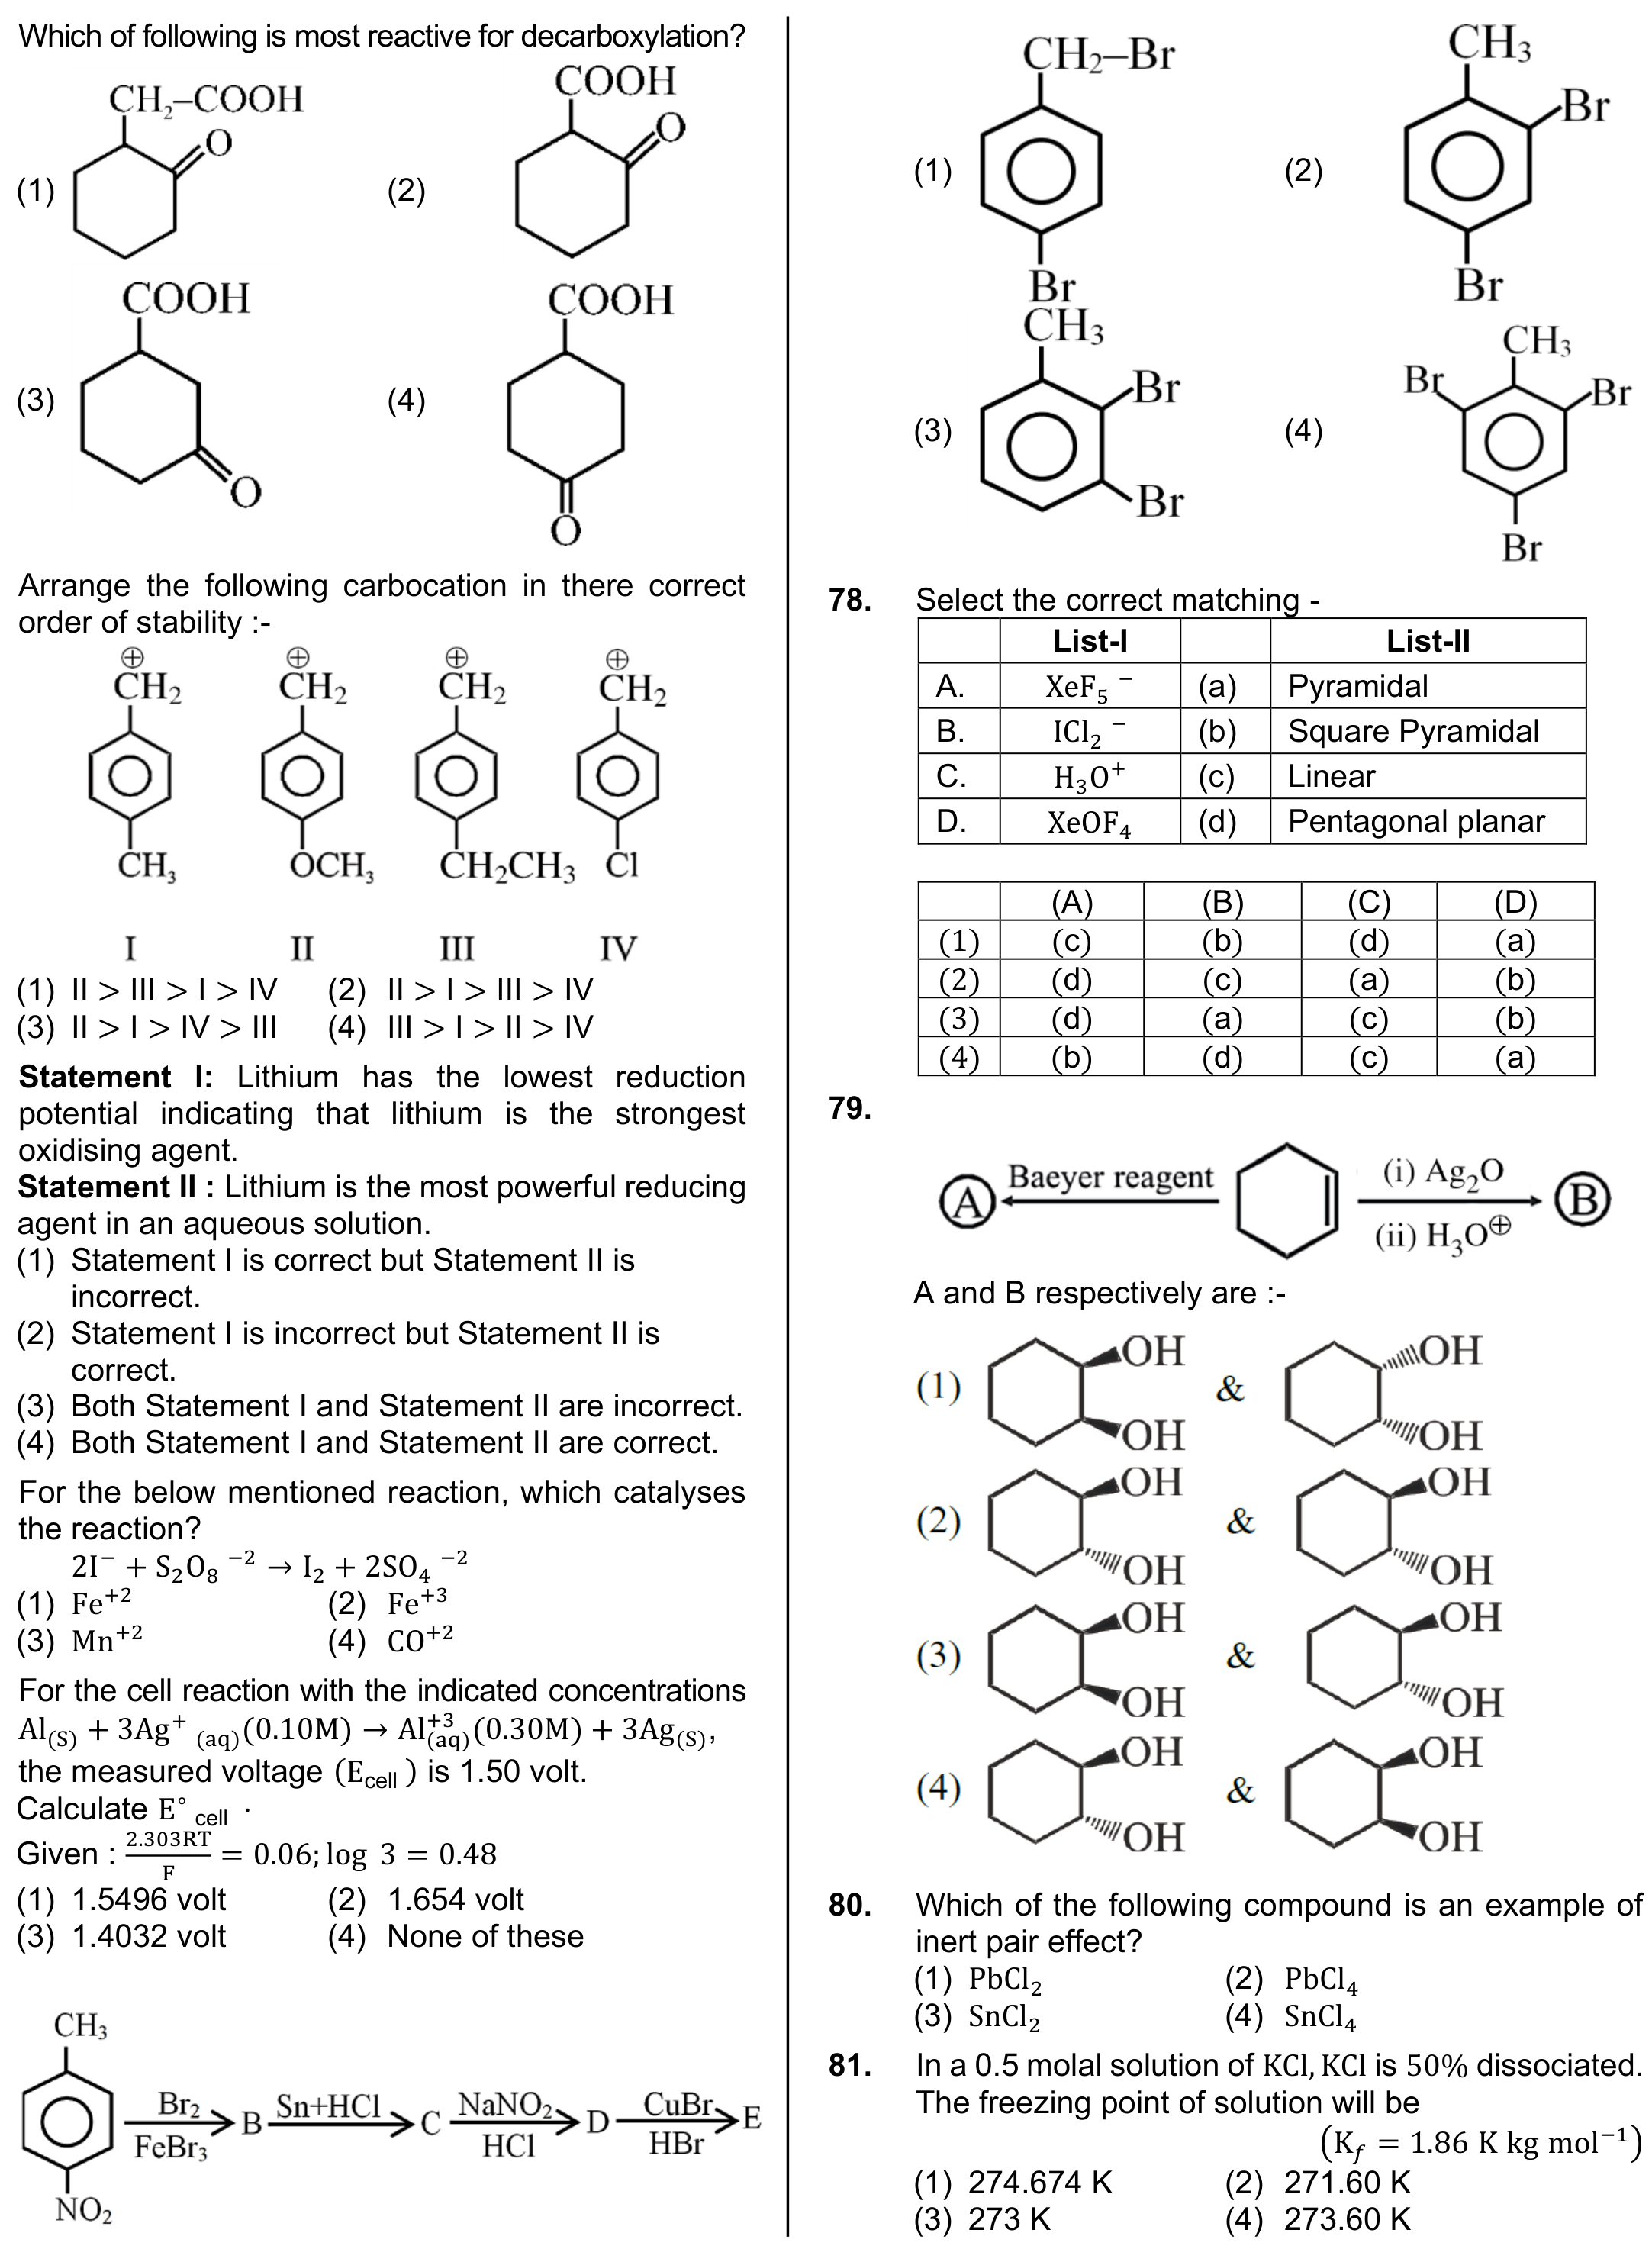 Which of following is most reactive for decarboxylation?
(1) CH₂–COOH O
(2) COOH O
(3) COOH O
(4) COOH O
Arrange the following carbocation in there correct
order of stability :-
⊕ ⊕ ⊕ ⊕
CH₂ CH₂ CH₂ CH₂
CH₃ OCH₃ CH₂CH₃ Cl
I II III IV
(1) II > III > I > IV (2) II > I > III > IV
(3) II > I > IV > III (4) III > I > II > IV
Statement I: Lithium has the lowest reduction
potential indicating that lithium is the strongest
oxidising agent.
Statement II : Lithium is the most powerful reducing
agent in an aqueous solution.
(1) Statement I is correct but Statement II is
incorrect.
(2) Statement I is incorrect but Statement II is
correct.
(3) Both Statement I and Statement II are incorrect.
(4) Both Statement I and Statement II are correct.
For the below mentioned reaction, which catalyses
the reaction?
2I⁻ + S₂O₈ ⁻² → I₂ + 2SO₄ ⁻²
(1) Fe⁺² (2) Fe⁺³
(3) Mn⁺² (4) CO⁺²
For the cell reaction with the indicated concentrations
Al(S) + 3Ag⁺ (aq)(0.10M) → Al⁺³(aq)(0.30M) + 3Ag(S),
the measured voltage (Ecell ) is 1.50 volt.
Calculate E° cell ·
Given : 2.303RT/F = 0.06; log 3 = 0.48
(1) 1.5496 volt (2) 1.654 volt
(3) 1.4032 volt (4) None of these
CH₃
Br₂ FeBr₃ B Sn+HCl C NaNO₂ HCl D CuBr HBr E
NO₂
(1) CH₂–Br Br
(2) CH₃ Br Br
(3) CH₃ Br Br
(4) CH₃ Br Br Br
78. Select the correct matching -
List-I List-II
A. XeF₅ ⁻ (a) Pyramidal
B. ICl₂ ⁻ (b) Square Pyramidal
C. H₃O⁺ (c) Linear
D. XeOF₄ (d) Pentagonal planar
(A) (B) (C) (D)
(1) (c) (b) (d) (a)
(2) (d) (c) (a) (b)
(3) (d) (a) (c) (b)
(4) (b) (d) (c) (a)
79.
A Baeyer reagent (i) Ag₂O (ii) H₃O⊕ B
A and B respectively are :-
(1) OH OH & OH OH
(2) OH OH & OH OH
(3) OH OH & OH OH
(4) OH OH & OH OH
80. Which of the following compound is an example of
inert pair effect?
(1) PbCl₂ (2) PbCl₄
(3) SnCl₂ (4) SnCl₄
81. In a 0.5 molal solution of KCl, KCl is 50% dissociated.
The freezing point of solution will be
(K𝑓 = 1.86 K kg mol⁻¹)
(1) 274.674 K (2) 271.60 K
(3) 273 K (4) 273.60 K